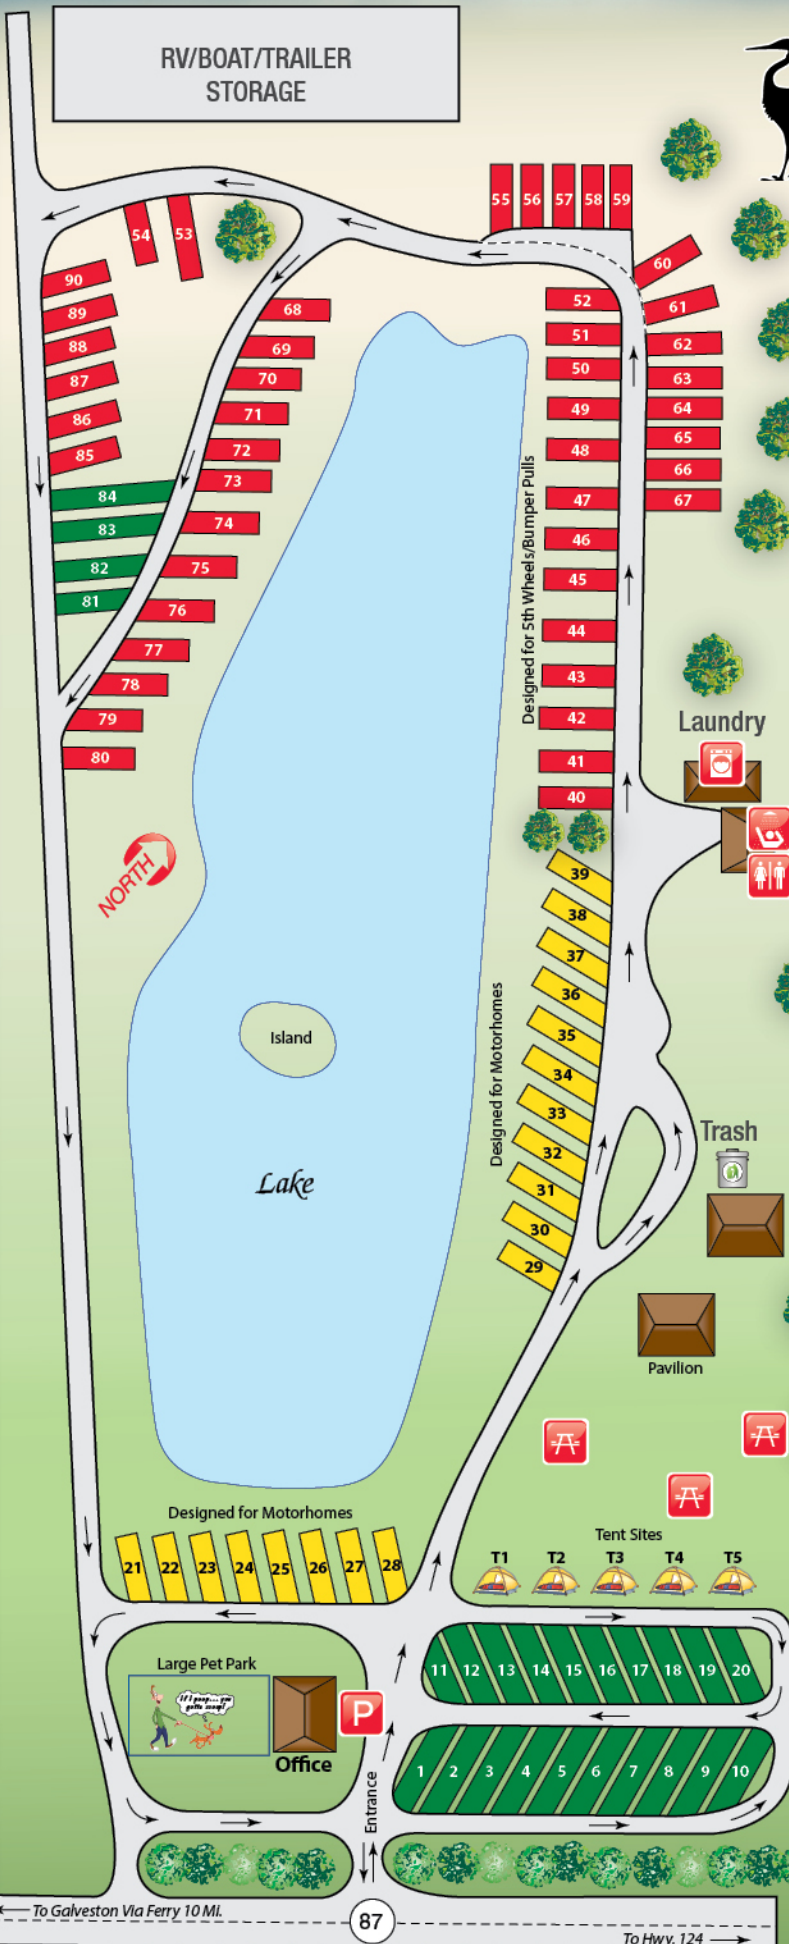 RV/BOAT/TRAILER
STORAGE
55 56 57 58 59
54 53
60
90
61
89
52
88
68
51
62
87
69
50
63
86
70
49
64
85
71
48
65
84
72
66
83
73
47
67
82
74
46
81
75
45
76
44
77
43
78
42
79
41
80
40
Designed for 5th Wheels/Bumper Pulls
Laundry
NORTH
39
38
37
36
35
34
33
32
31
30
29
Designed for Motorhomes
Island
Lake
Trash
Pavilion
Designed for Motorhomes
21 22 23 24 25 26 27 28
Tent Sites
T1 T2 T3 T4 T5
11 12 13 14 15 16 17 18 19 20
Large Pet Park
If I poop... you
gotta scoop!
P
Office
1 2 3 4 5 6 7 8 9 10
Entrance
To Galveston Via Ferry 10 Mi.
87
To Hwy. 124